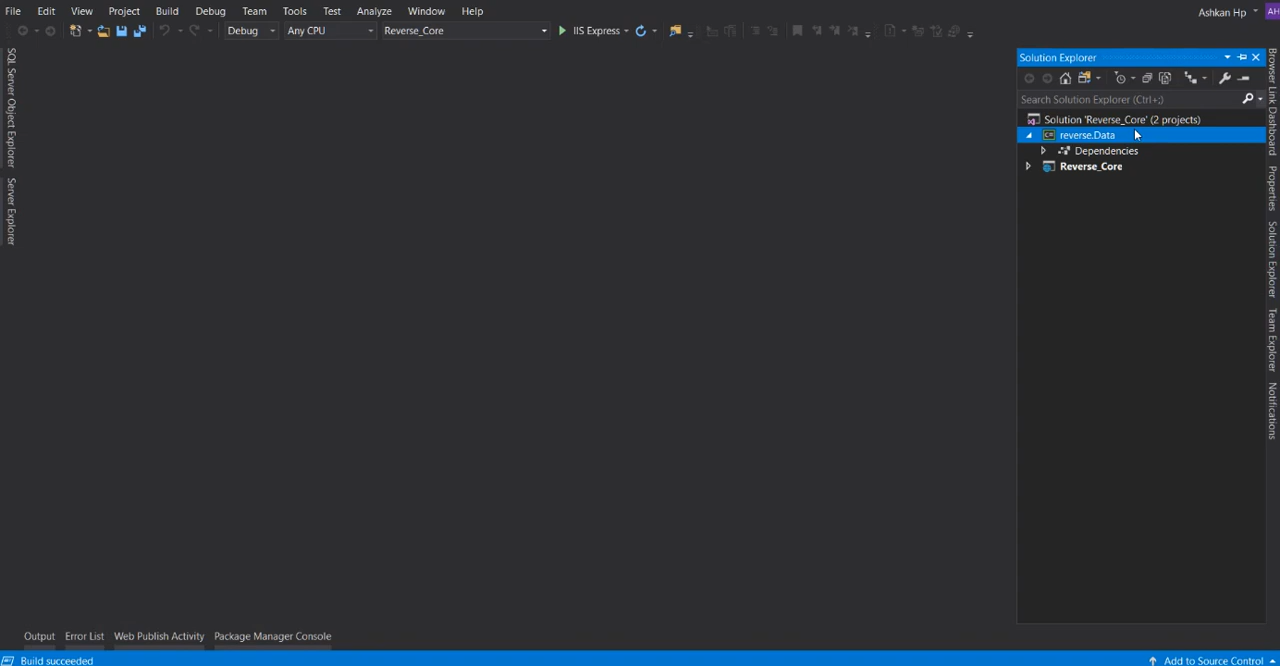 File Edit View Project Build Debug Team Tools Test Analyze Window Help
Ashkan Hp AH
Debug Any CPU Reverse_Core IIS Express
SQL Server Object Explorer
Server Explorer
Solution Explorer
Search Solution Explorer (Ctrl+;)
Solution 'Reverse_Core' (2 projects)
C#
reverse.Data
Dependencies
Reverse_Core
Browser Link Dashboard
Properties
Solution Explorer
Team Explorer
Notifications
Output Error List Web Publish Activity Package Manager Console
Build succeeded Add to Source Control